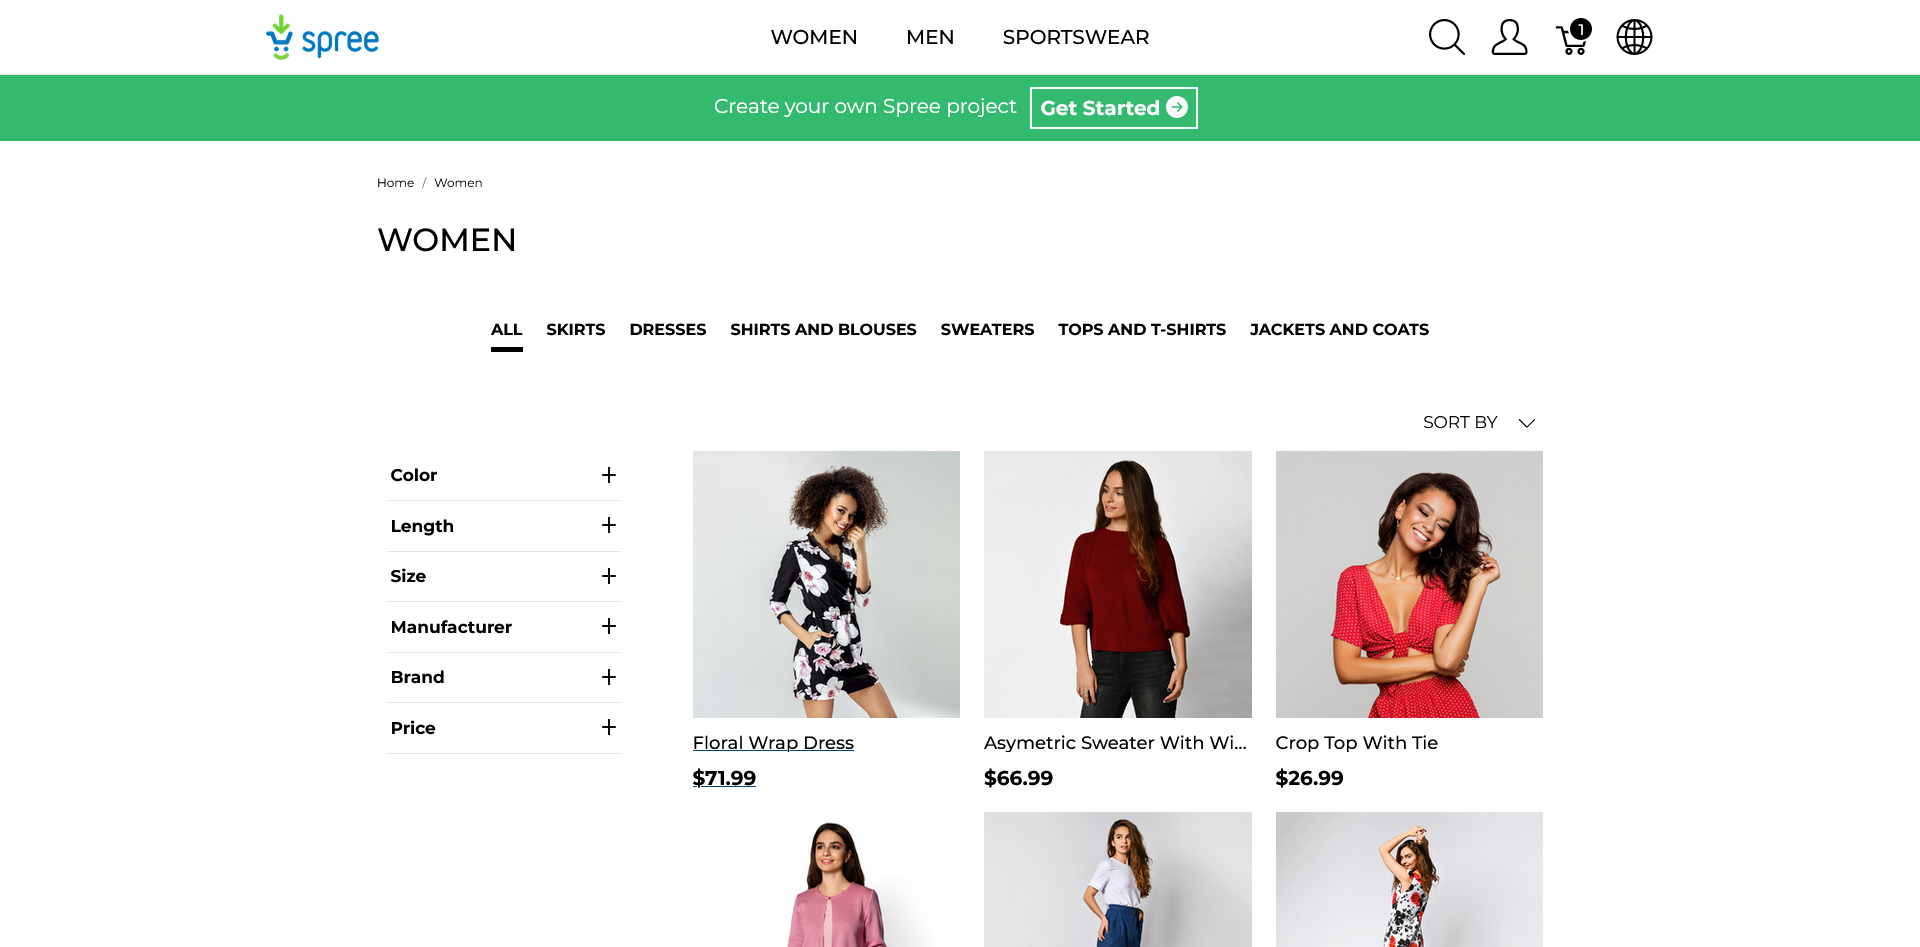 spree
WOMEN MEN SPORTSWEAR
1
Create your own Spree project Get Started
Home / Women
WOMEN
ALL SKIRTS DRESSES SHIRTS AND BLOUSES SWEATERS TOPS AND T-SHIRTS JACKETS AND COATS
SORT BY
Color
Length
Size
Manufacturer
Brand
Price
Floral Wrap Dress
$71.99
Asymetric Sweater With Wi...
$66.99
Crop Top With Tie
$26.99